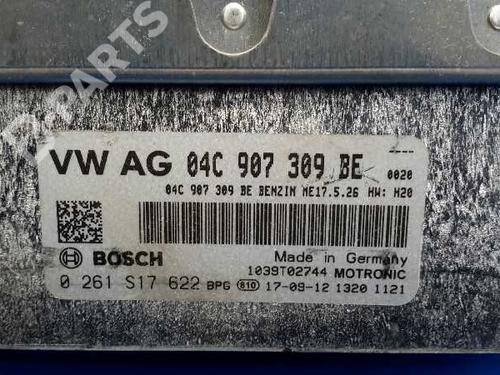 B-PARTS
VW AG 04C 907 309 BE 0020
04C 907 309 BE BENZIN ME17.5.26 HW: H20
BOSCH
Made in Germany
1039T02744 MOTRONIC
0 261 S17 622 BPG 810 17-09-12 1320 1121